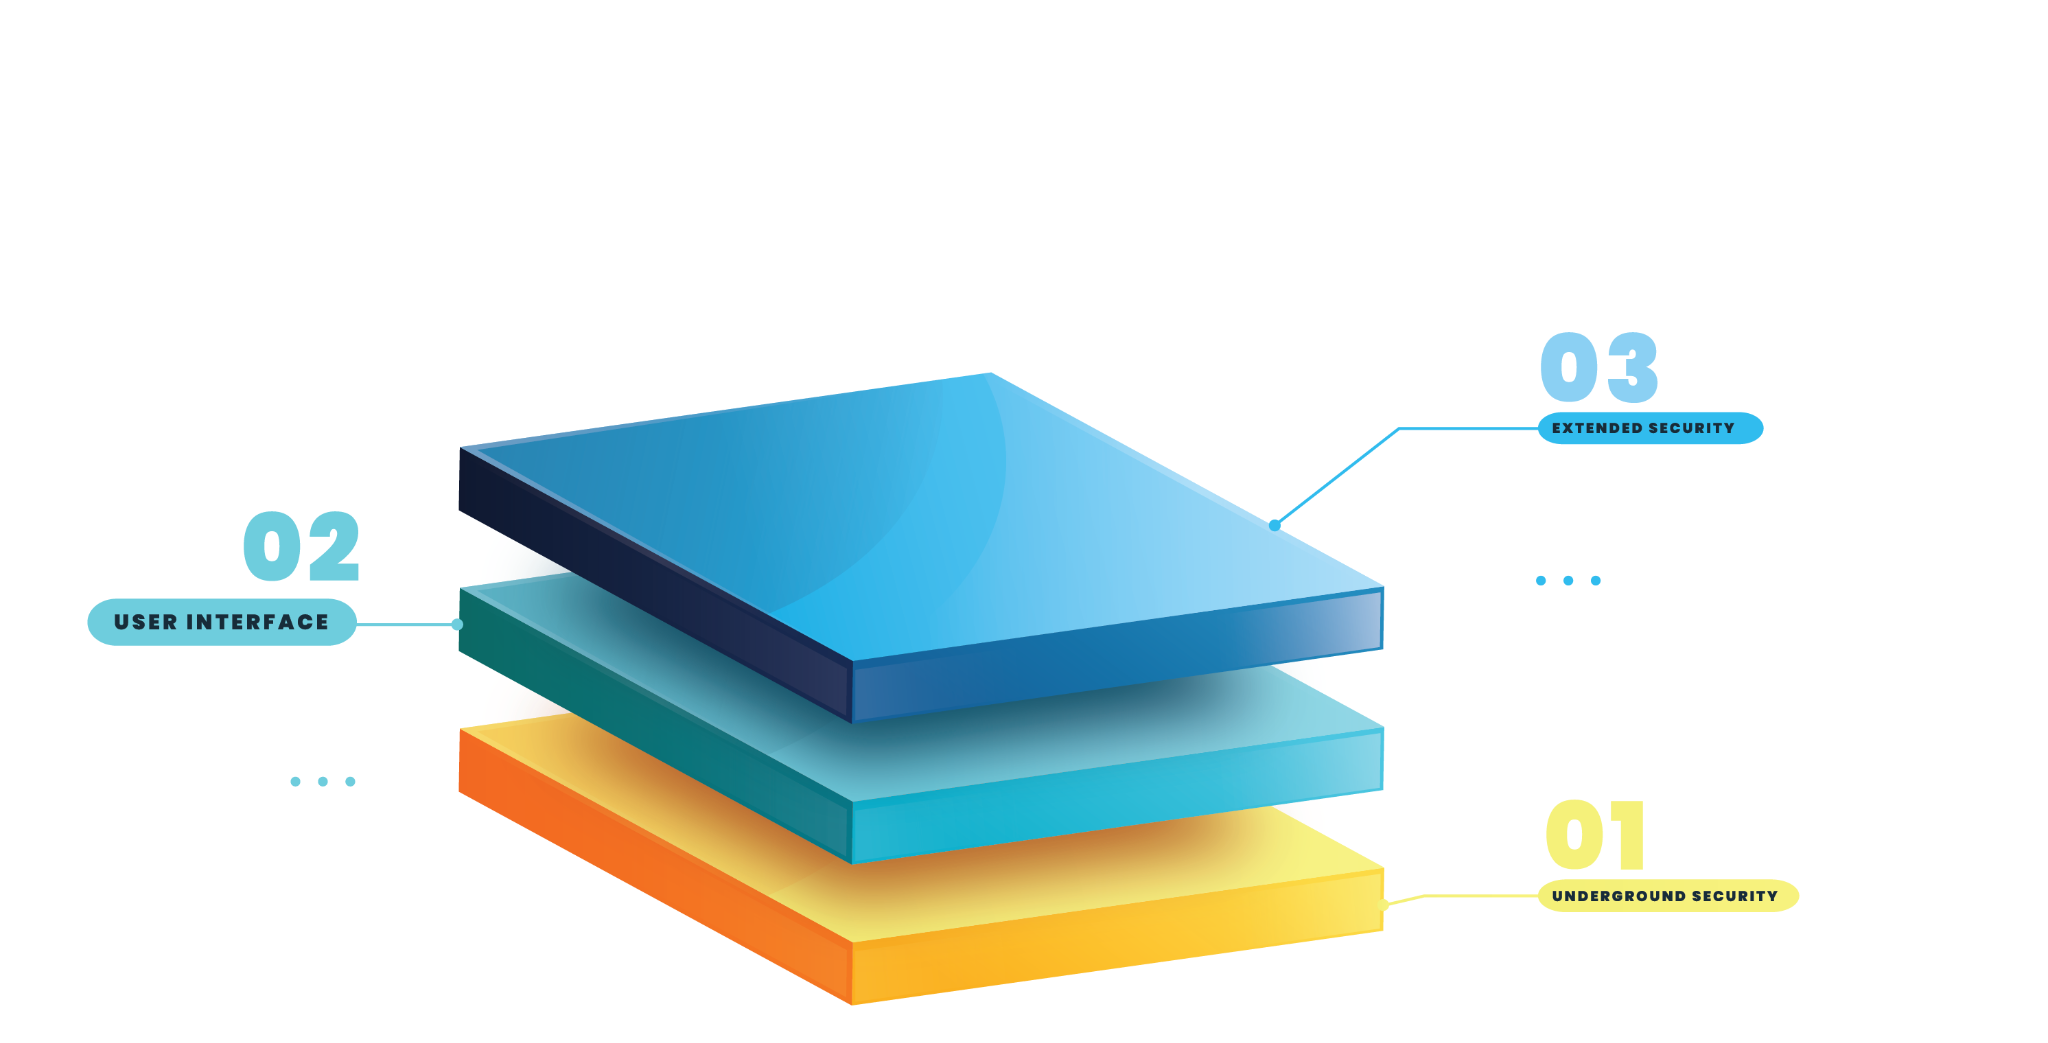 03
EXTENDED SECURITY
02
USER INTERFACE
01
UNDERGROUND SECURITY